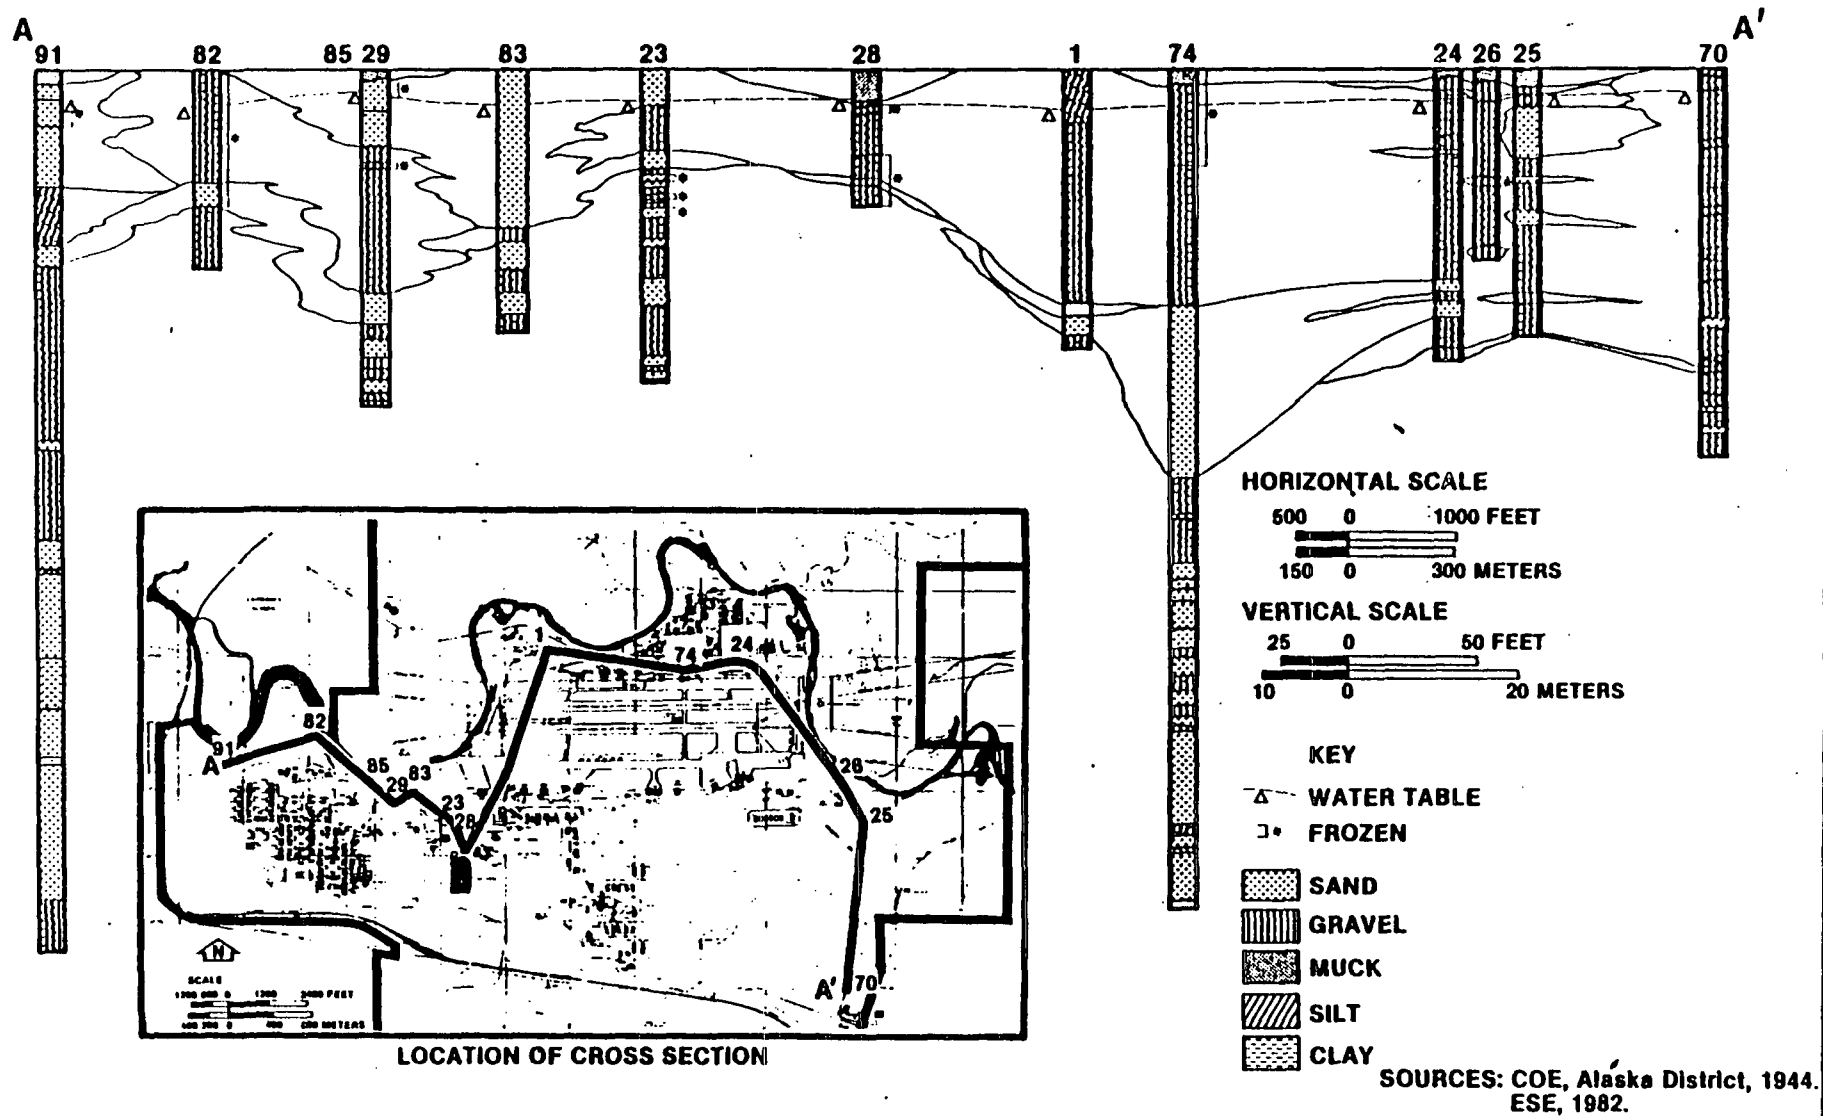 A A'
91 82 85 29 83 23 28 1 74 24 26 25 70
HORIZONTAL SCALE
500 0 1000 FEET
150 0 300 METERS
VERTICAL SCALE
25 0 50 FEET
10 0 20 METERS
KEY
WATER TABLE
FROZEN
SAND
GRAVEL
MUCK
SILT
CLAY
1
74
24
82
91
A
85
29
83
23
28
26
25
A'
70
N
SCALE
FEET
METERS
LOCATION OF CROSS SECTION
SOURCES: COE, Alaska District, 1944.
ESE, 1982.